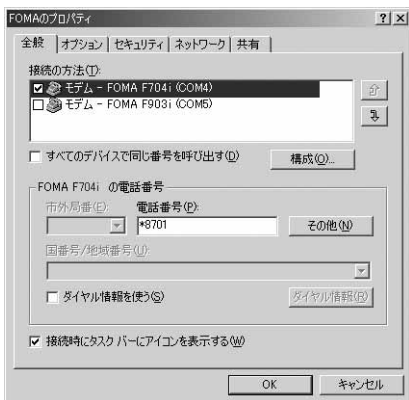 FOMAのプロパティ
全般 オプション セキュリティ ネットワーク 共有
接続の方法(T):
モデム - FOMA F704i (COM4)
モデム - FOMA F903i (COM5)
すべてのデバイスで同じ番号を呼び出す(D) 構成(O)...
FOMA F704i の電話番号
市外局番(E): 電話番号(P):
*8701 その他(N)
国番号/地域番号(U):
ダイヤル情報を使う(S) ダイヤル情報(R)
接続時にタスク バーにアイコンを表示する(W)
OK キャンセル